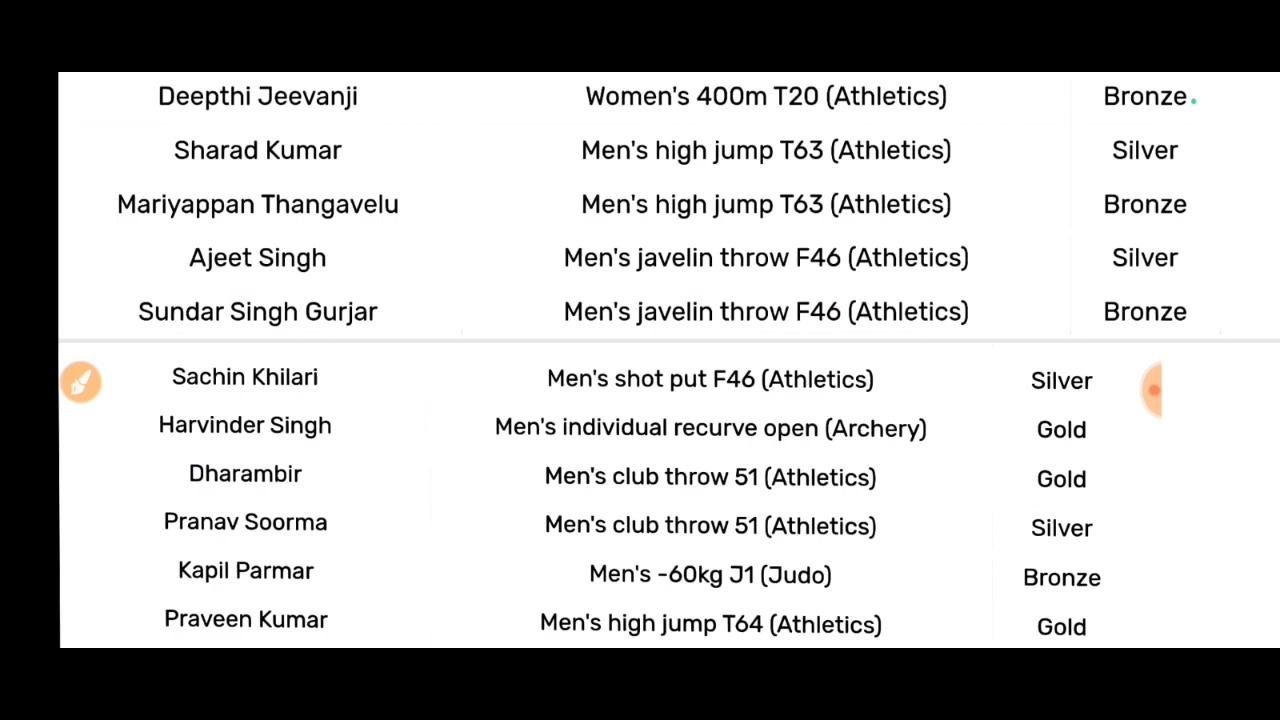 Deepthi Jeevanji Women's 400m T20 (Athletics) Bronze
Sharad Kumar Men's high jump T63 (Athletics) Silver
Mariyappan Thangavelu Men's high jump T63 (Athletics) Bronze
Ajeet Singh Men's javelin throw F46 (Athletics) Silver
Sundar Singh Gurjar Men's javelin throw F46 (Athletics) Bronze
Sachin Khilari Men's shot put F46 (Athletics) Silver
Harvinder Singh Men's individual recurve open (Archery) Gold
Dharambir Men's club throw 51 (Athletics) Gold
Pranav Soorma Men's club throw 51 (Athletics) Silver
Kapil Parmar Men's -60kg J1 (Judo) Bronze
Praveen Kumar Men's high jump T64 (Athletics) Gold